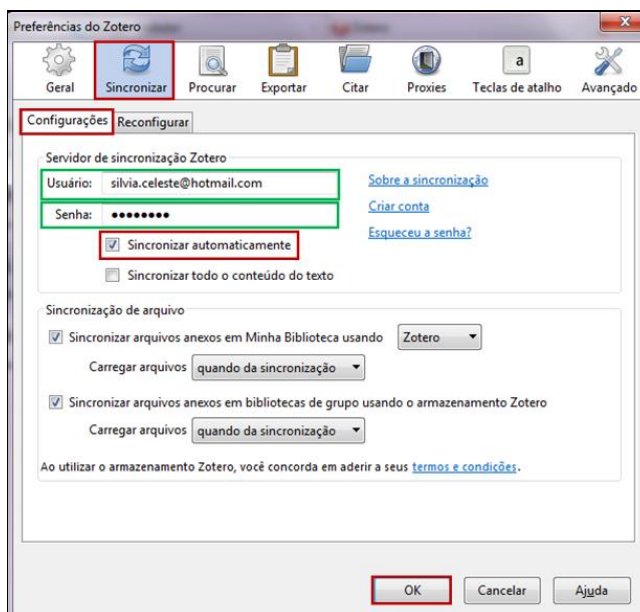 Preferências do Zotero
x
a
Geral Sincronizar Procurar Exportar Citar Proxies Teclas de atalho Avançado
Configurações Reconfigurar
Servidor de sincronização Zotero
Usuário: silvia.celeste@hotmail.com Sobre a sincronização
Senha: ●●●●●●●● Criar conta
Esqueceu a senha?
Sincronizar automaticamente
Sincronizar todo o conteúdo do texto
Sincronização de arquivo
Sincronizar arquivos anexos em Minha Biblioteca usando Zotero
Carregar arquivos quando da sincronização
Sincronizar arquivos anexos em bibliotecas de grupo usando o armazenamento Zotero
Carregar arquivos quando da sincronização
Ao utilizar o armazenamento Zotero, você concorda em aderir a seus termos e condições.
OK Cancelar Ajuda